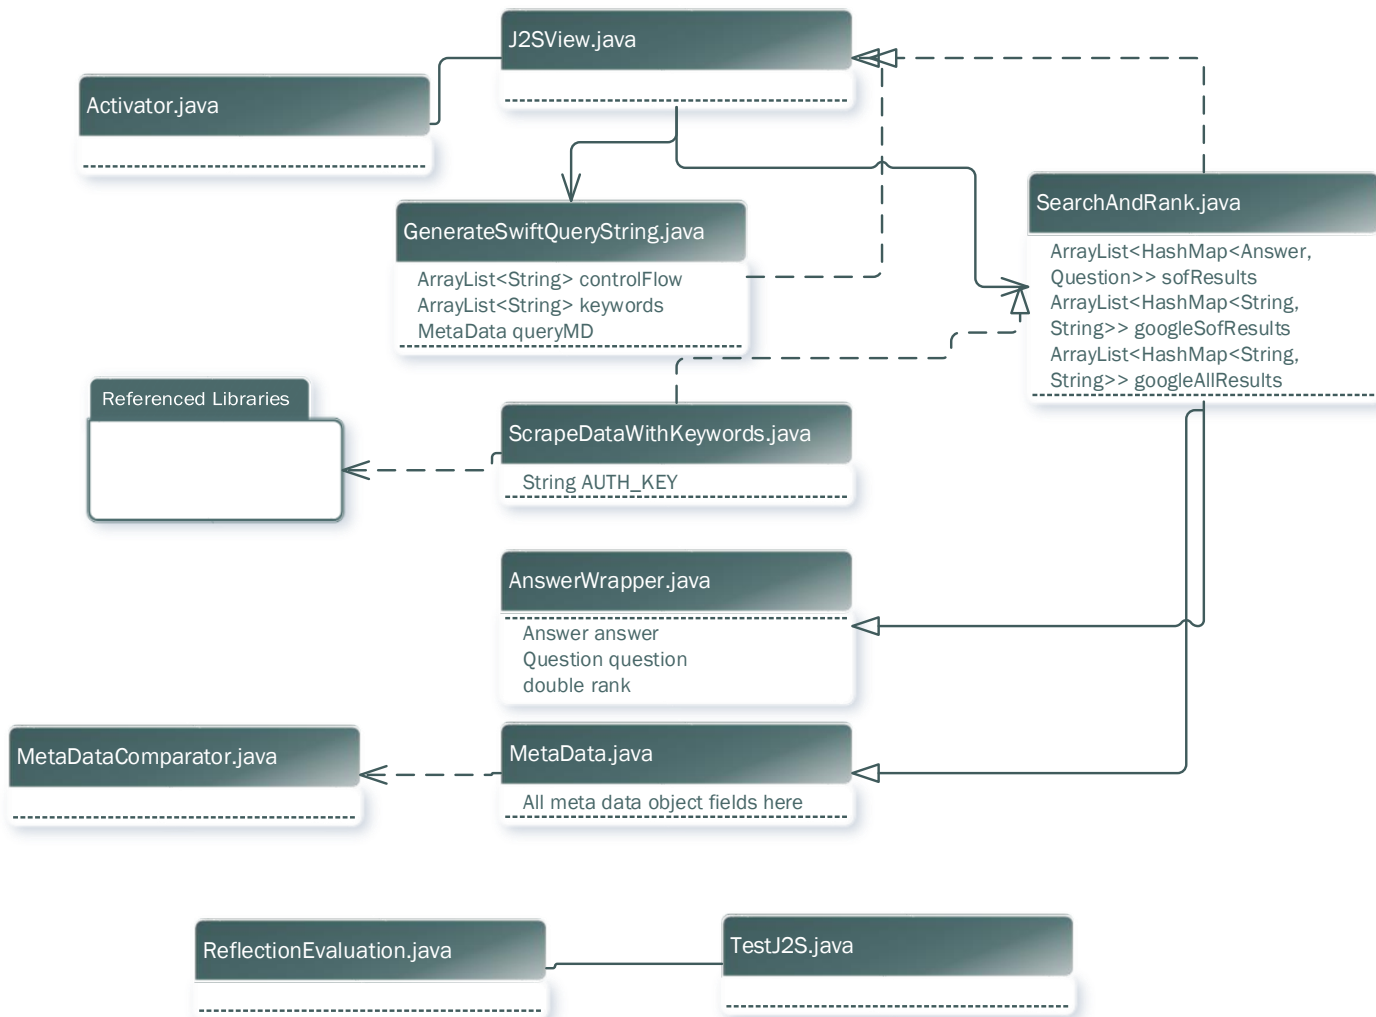 J2SView.java
Activator.java
SearchAndRank.java
ArrayList<HashMap<Answer,
Question>> sofResults
ArrayList<HashMap<String,
String>> googleSofResults
ArrayList<HashMap<String,
String>> googleAllResults
GenerateSwiftQueryString.java
ArrayList<String> controlFlow
ArrayList<String> keywords
MetaData queryMD
Referenced Libraries
ScrapeDataWithKeywords.java
String AUTH_KEY
AnswerWrapper.java
Answer answer
Question question
double rank
MetaDataComparator.java
MetaData.java
All meta data object fields here
ReflectionEvaluation.java
TestJ2S.java